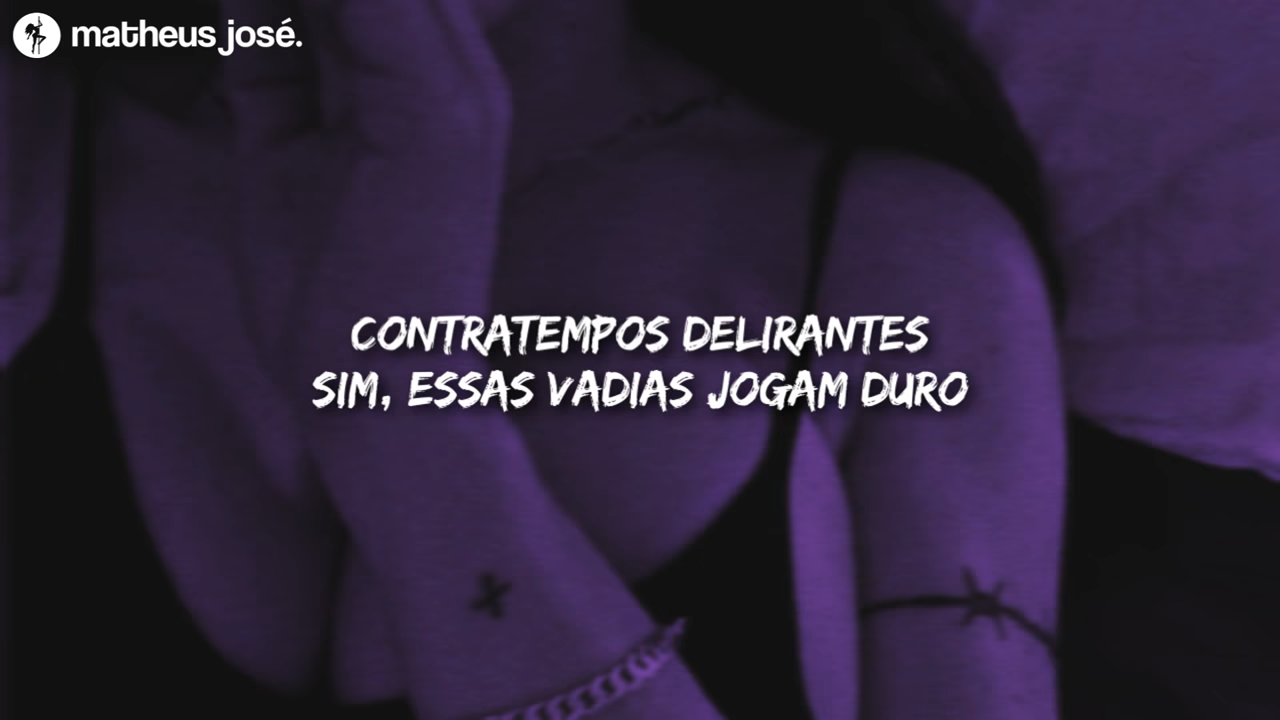 matheus josé.
CONTRATEMPOS DELIRANTES
SIM, ESSAS VADIAS JOGAM DURO